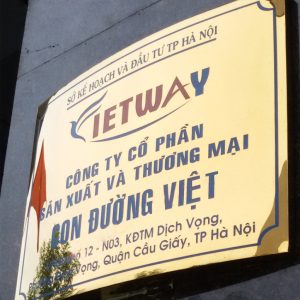 SỞ KẾ HOẠCH VÀ ĐẦU TƯ TP HÀ NỘI
VIETWAY
CÔNG TY CỔ PHẦN
SẢN XUẤT VÀ THƯƠNG MẠI
CON ĐƯỜNG VIỆT
12 - N03, KĐTM Dịch Vọng,
Vọng, Quận Cầu Giấy, TP Hà Nội